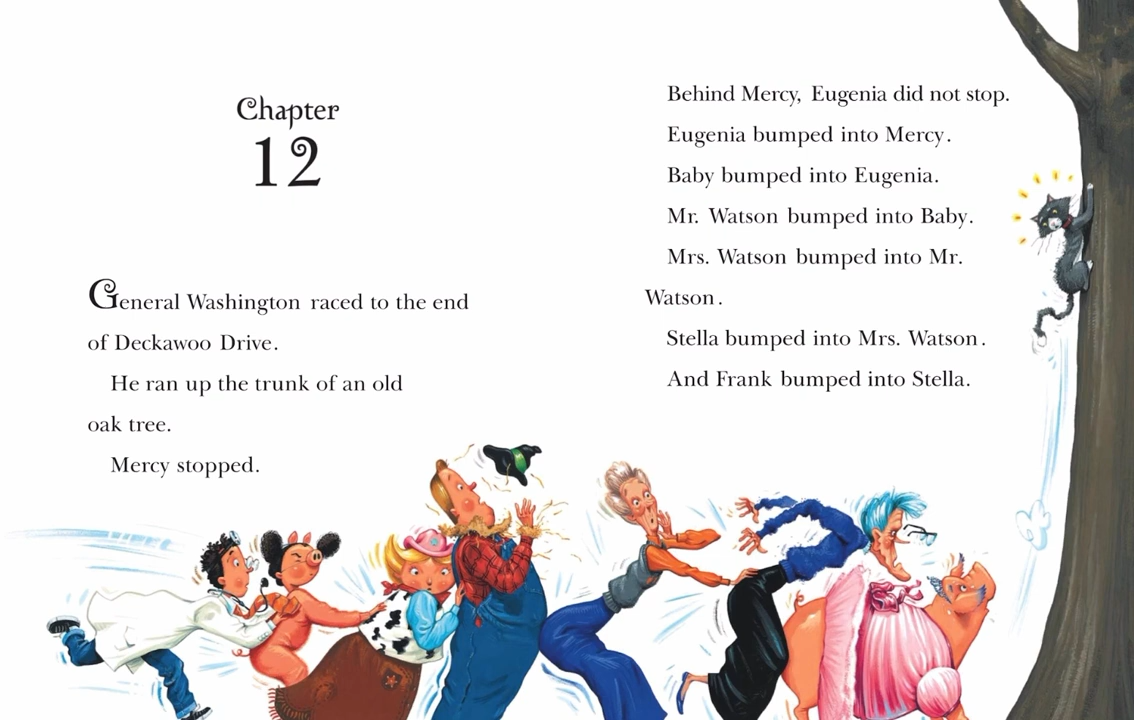 Chapter
12
General Washington raced to the end
of Deckawoo Drive.
He ran up the trunk of an old
oak tree.
Mercy stopped.
Behind Mercy, Eugenia did not stop.
Eugenia bumped into Mercy.
Baby bumped into Eugenia.
Mr. Watson bumped into Baby.
Mrs. Watson bumped into Mr.
Watson.
Stella bumped into Mrs. Watson.
And Frank bumped into Stella.